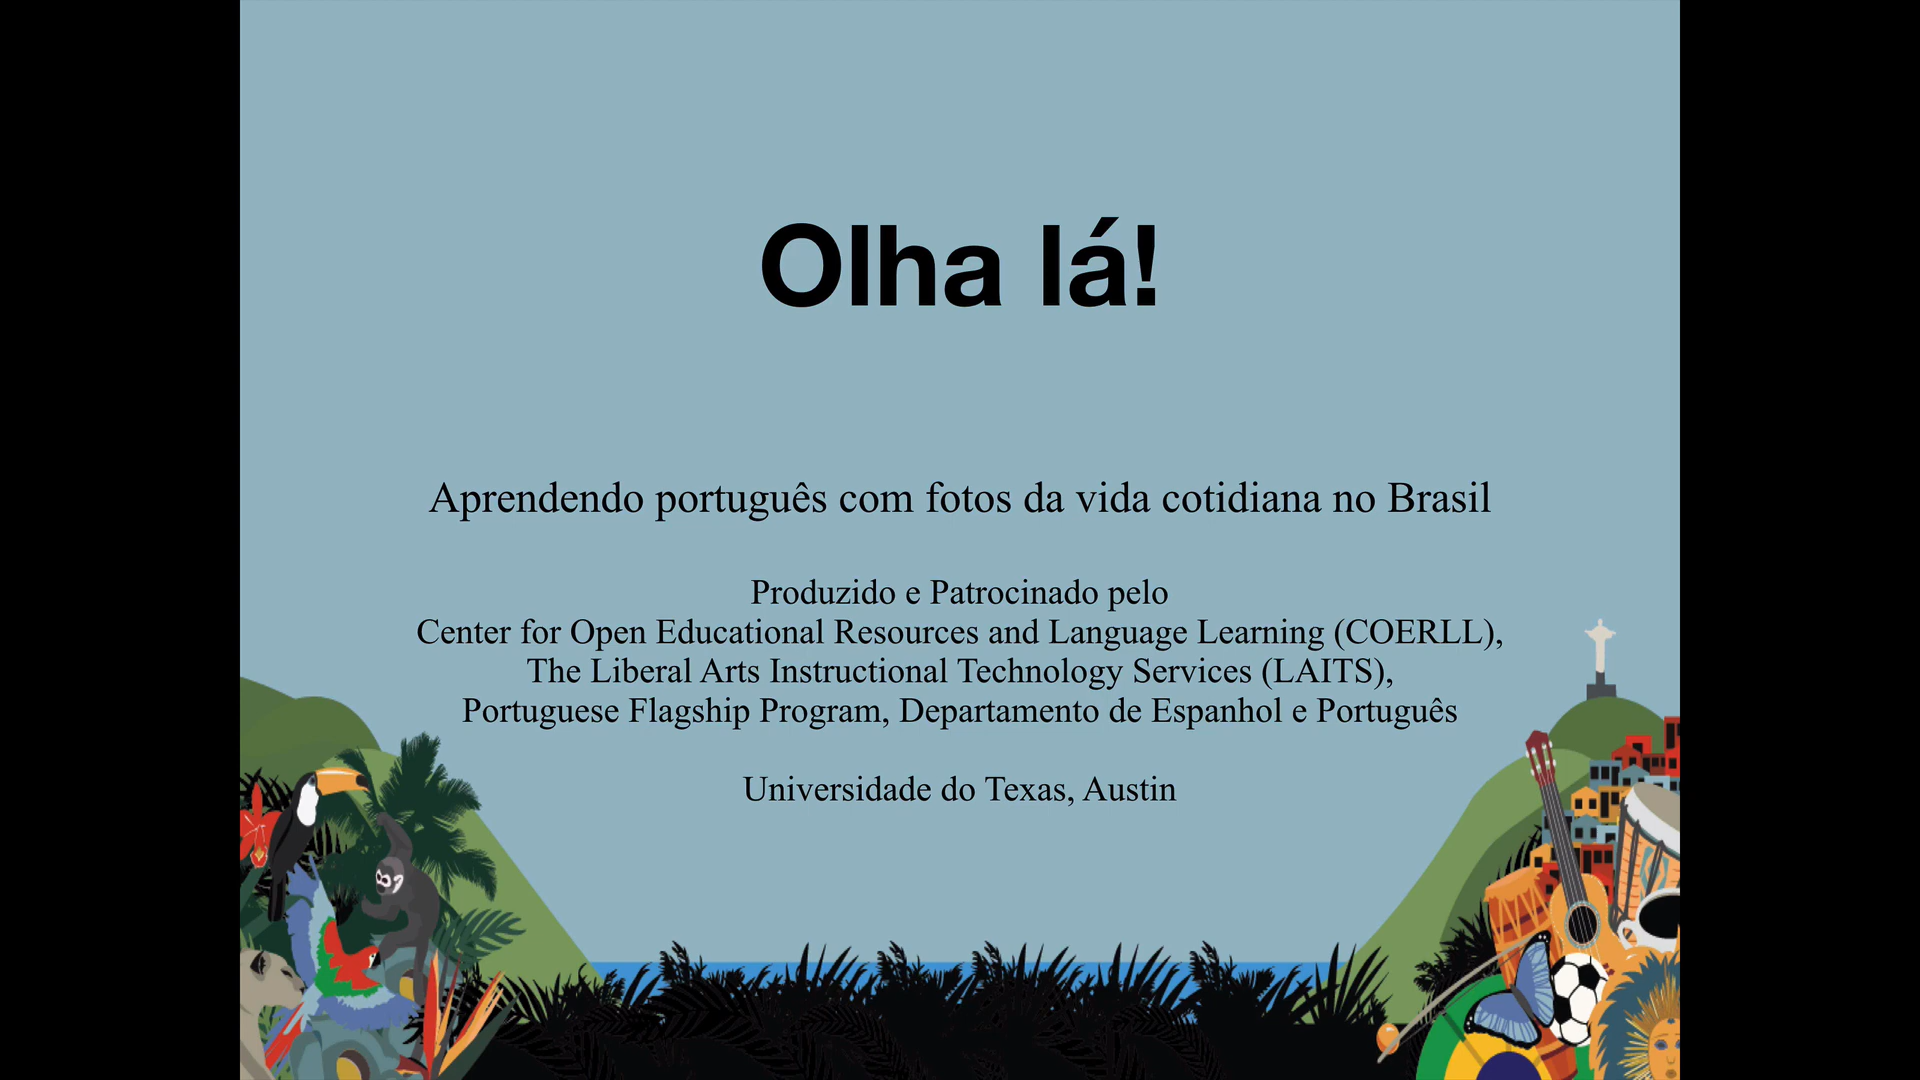 Olha lá!
Aprendendo português com fotos da vida cotidiana no Brasil
Produzido e Patrocinado pelo
Center for Open Educational Resources and Language Learning (COERLL),
The Liberal Arts Instructional Technology Services (LAITS),
Portuguese Flagship Program, Departamento de Espanhol e Português
Universidade do Texas, Austin